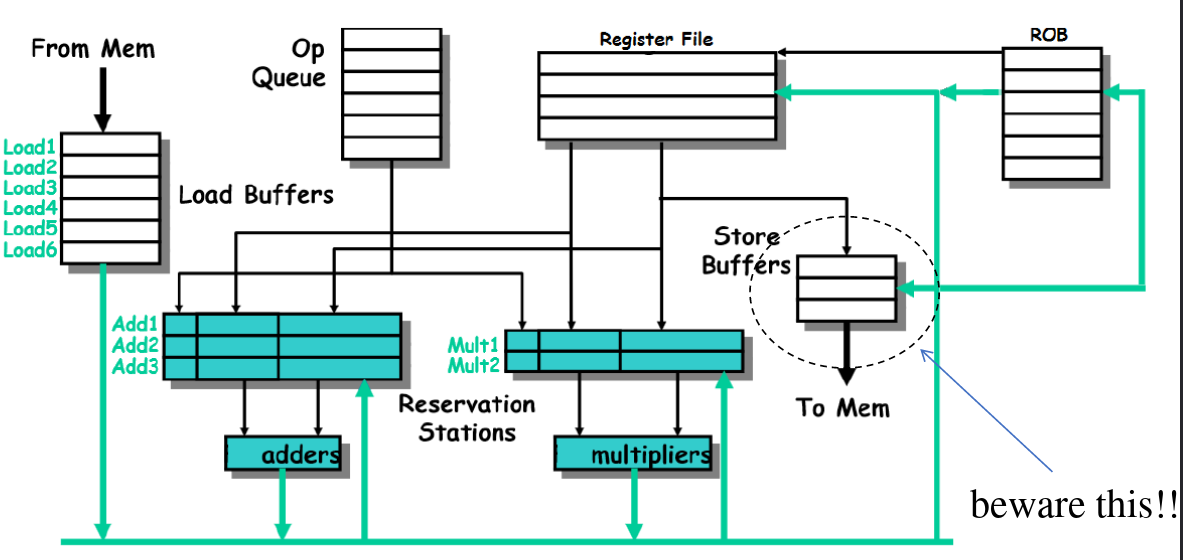 From Mem
Op
Queue
Register File
ROB
Load1
Load2
Load3
Load4
Load5
Load6
Load Buffers
Store
Buffers
Add1
Add2
Add3
Mult1
Mult2
Reservation
Stations
To Mem
adders
multipliers
beware this!!